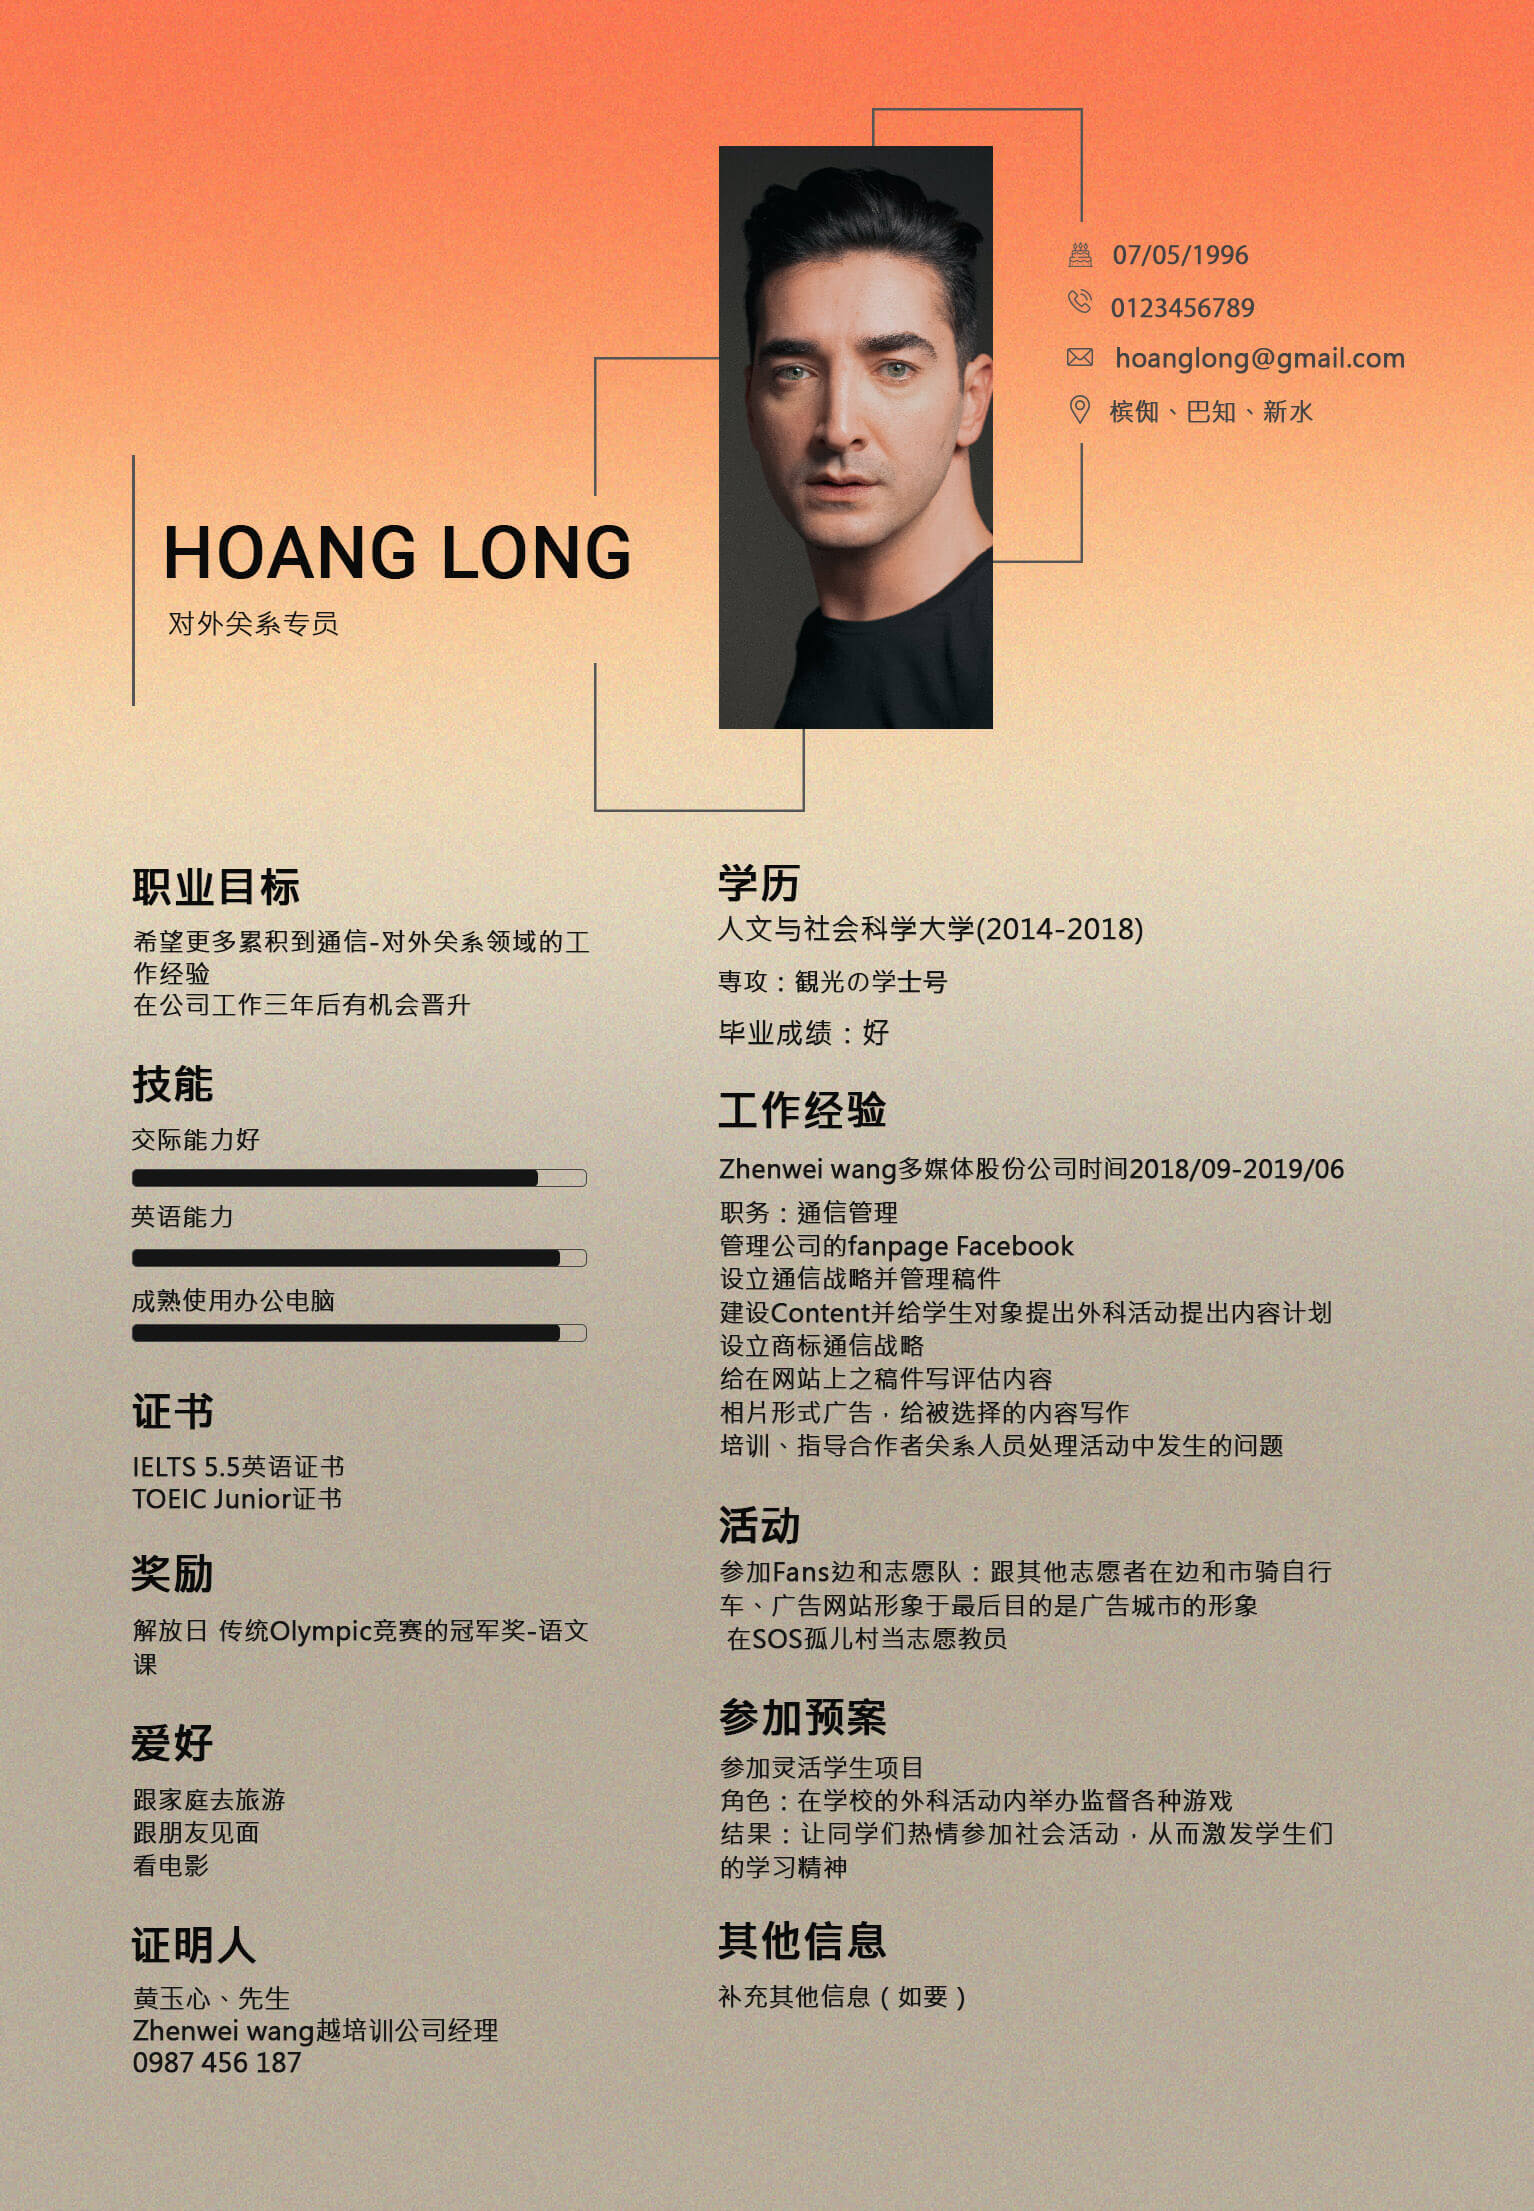 07/05/1996
0123456789
hoanglong@gmail.com
槟㑲、巴知、新水
HOANG LONG
对外关系专员
职业目标
希望更多累积到通信-对外关系领域的工
作经验
在公司工作三年后有机会晋升
技能
交际能力好
英语能力
成熟使用办公电脑
证书
IELTS 5.5英语证书
TOEIC Junior证书
奖励
解放日 传统Olympic竞赛的冠军奖-语文
课
爱好
跟家庭去旅游
跟朋友见面
看电影
证明人
黄玉心、先生
Zhenwei wang越培训公司经理
0987 456 187
学历
人文与社会科学大学(2014-2018)
専攻：観光の学士号
毕业成绩：好
工作经验
Zhenwei wang多媒体股份公司时间2018/09-2019/06
职务：通信管理
管理公司的fanpage Facebook
设立通信战略并管理稿件
建设Content并给学生对象提出外科活动提出内容计划
设立商标通信战略
给在网站上之稿件写评估内容
相片形式广告，给被选择的内容写作
培训、指导合作者关系人员处理活动中发生的问题
活动
参加Fans边和志愿队：跟其他志愿者在边和市骑自行
车、广告网站形象于最后目的是广告城市的形象
在SOS孤儿村当志愿教员
参加预案
参加灵活学生项目
角色：在学校的外科活动内举办监督各种游戏
结果：让同学们热情参加社会活动，从而激发学生们
的学习精神
其他信息
补充其他信息（如要）